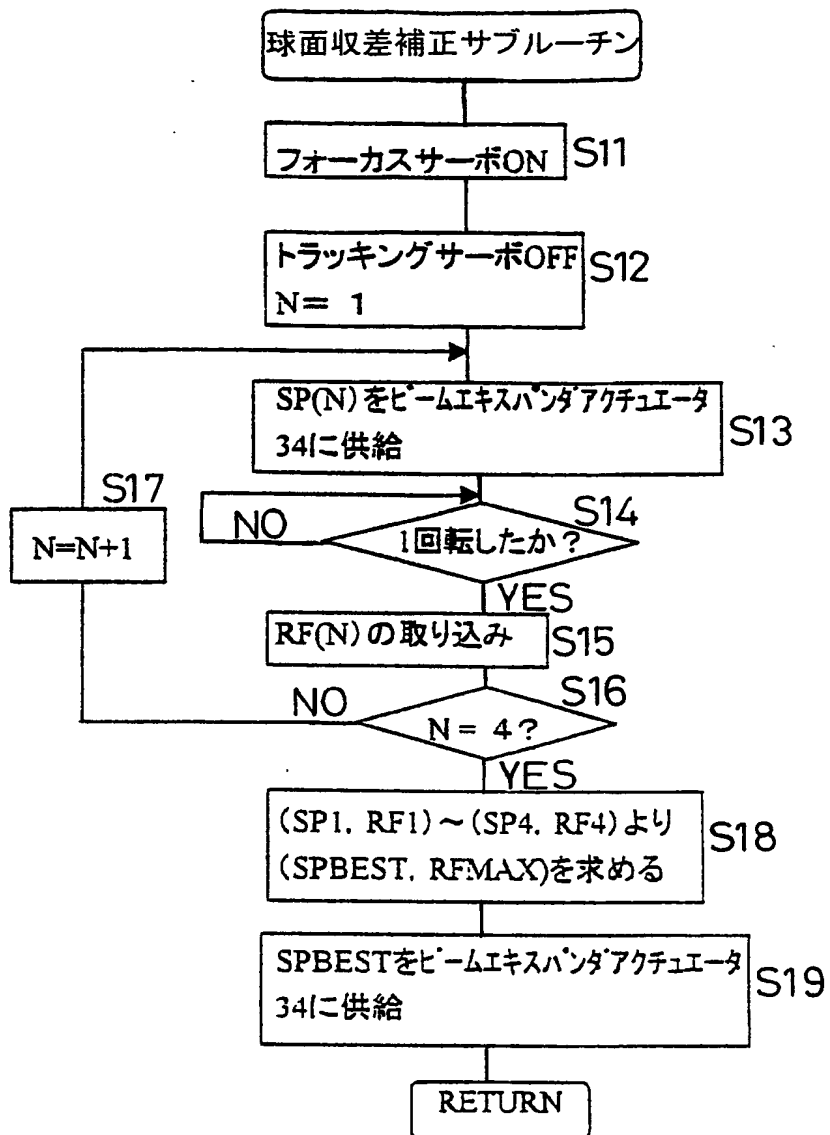 球面収差補正サブルーチン
フォーカスサーボON
S11
トラッキングサーボOFF
N= 1
S12
SP(N)をビームエキスパンダアクチュエータ
34に供給
S13
S17
N=N+1
NO
1回転したか?
S14
YES
RF(N)の取り込み
S15
NO
N = 4?
S16
YES
(SP1, RF1)~(SP4, RF4)より
(SPBEST, RFMAX)を求める
S18
SPBESTをビームエキスパンダアクチュエータ
34に供給
S19
RETURN